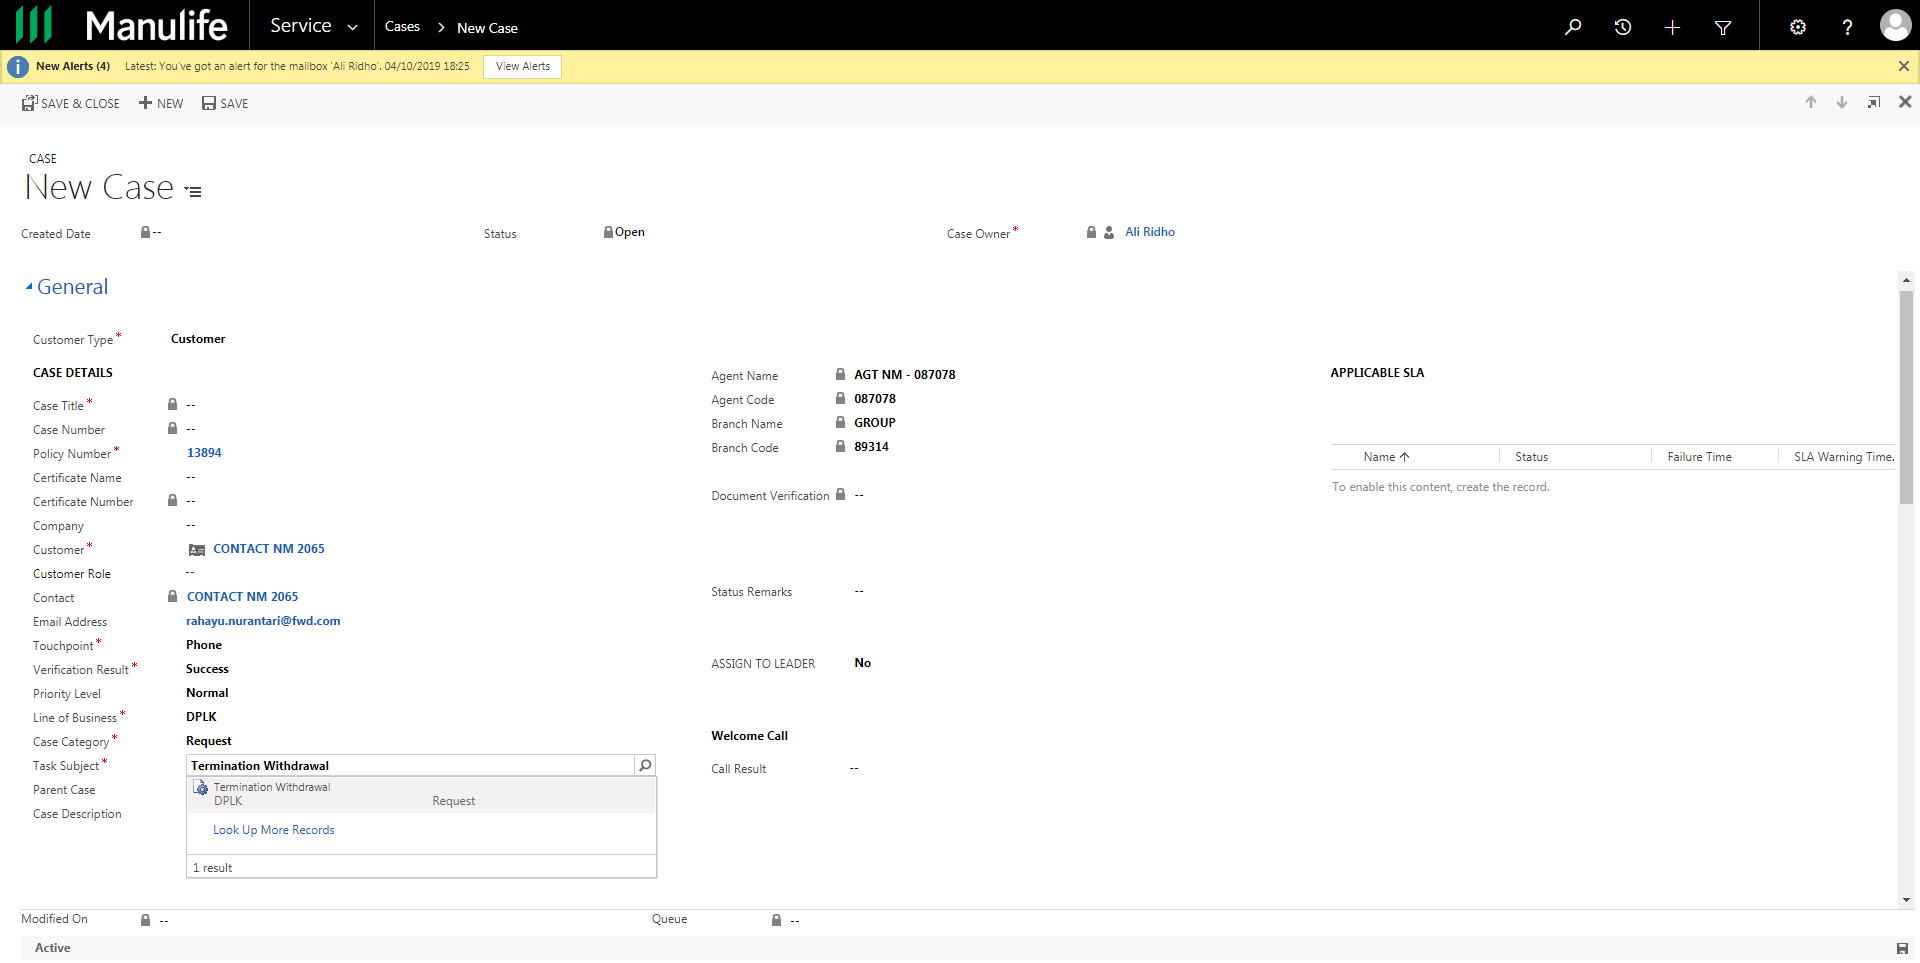 Manulife
Service
Cases > New Case
New Alerts (4) Latest: You've got an alert for the mailbox 'Ali Ridho'. 04/10/2019 18:25 View Alerts
SAVE & CLOSE NEW SAVE
CASE
New Case
Created Date --
Status Open
Case Owner* Ali Ridho
General
Customer Type* Customer
CASE DETAILS
Case Title* --
Case Number --
Policy Number* 13894
Certificate Name --
Certificate Number --
Company --
Customer* CONTACT NM 2065
Customer Role --
Contact CONTACT NM 2065
Email Address rahayu.nurantari@fwd.com
Touchpoint* Phone
Verification Result* Success
Priority Level Normal
Line of Business* DPLK
Case Category* Request
Task Subject* Termination Withdrawal
Parent Case
Case Description
Termination Withdrawal
DPLK Request
Look Up More Records
1 result
Agent Name AGT NM - 087078
Agent Code 087078
Branch Name GROUP
Branch Code 89314
Document Verification --
Status Remarks --
ASSIGN TO LEADER No
Welcome Call
Call Result --
APPLICABLE SLA
Name Status Failure Time SLA Warning Time.
To enable this content, create the record.
Modified On --
Queue --
Active